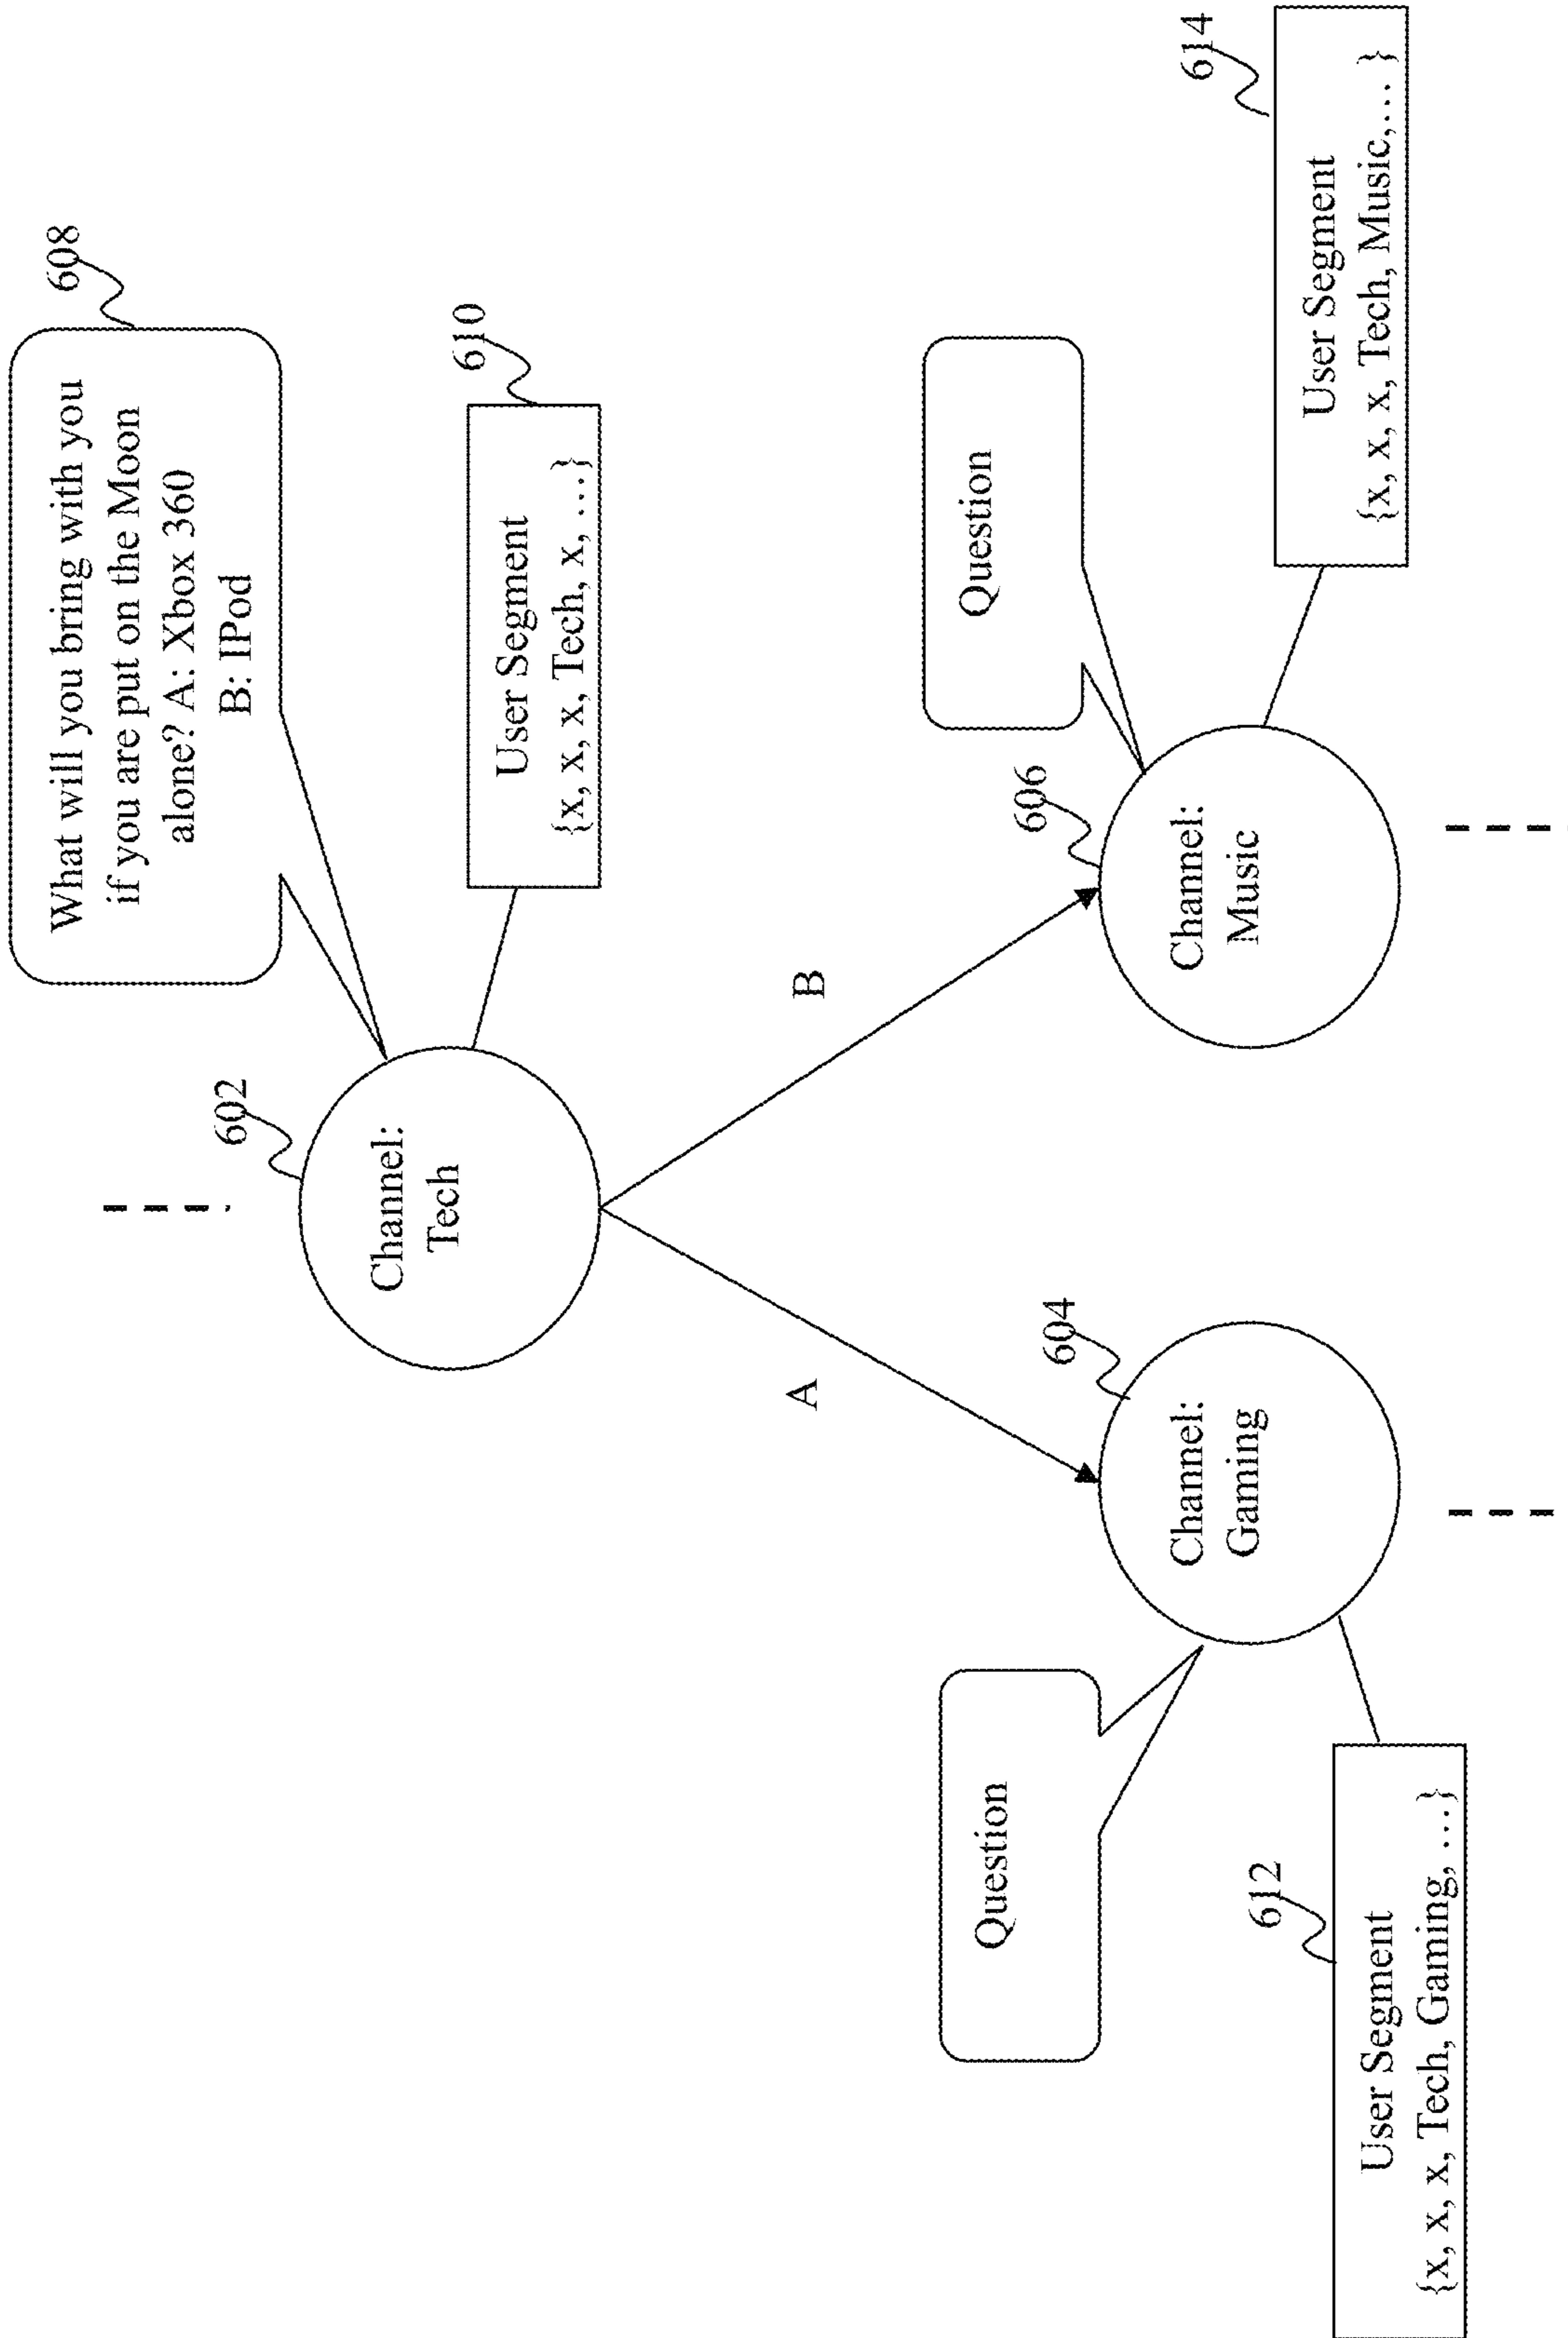 608
What will you bring with you
if you are put on the Moon
alone? A: Xbox 360
B: IPod
602
Channel:
Tech
610
User Segment
{x, x, x, Tech, x, …}
A
B
Question
604
Channel:
Gaming
612
User Segment
{x, x, x, Tech, Gaming, …}
Question
606
Channel:
Music
614
User Segment
{x, x, x, Tech, Music,… }